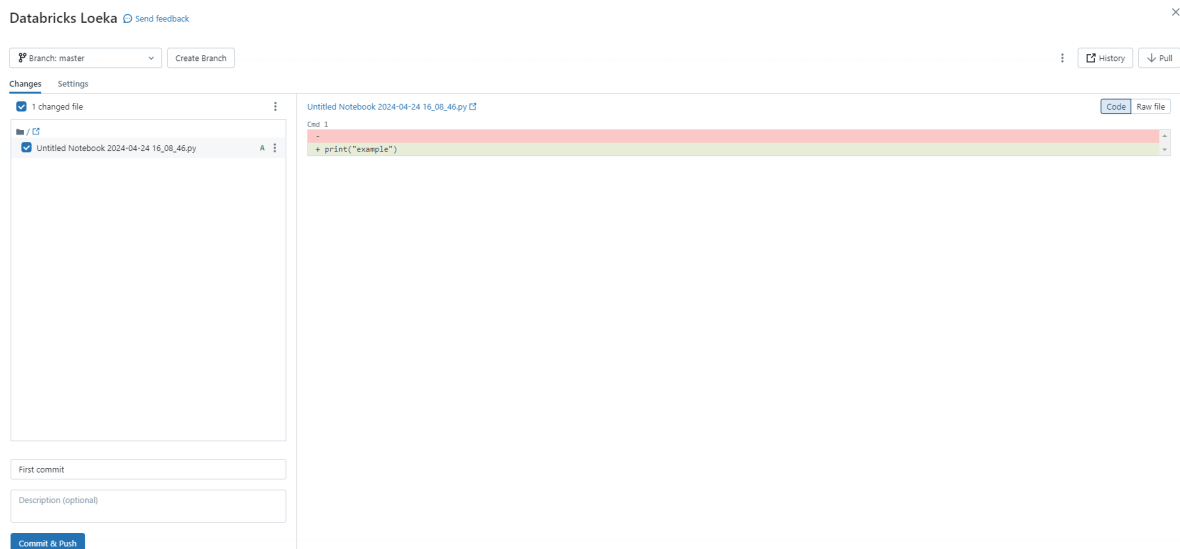 Databricks Loeka Send feedback
Branch: master Create Branch History Pull
Changes Settings
1 changed file
/
Untitled Notebook 2024-04-24 16_08_46.py A
First commit
Description (optional)
Commit & Push
Untitled Notebook 2024-04-24 16_08_46.py Code Raw file
Cmd 1
-
+ print("example")